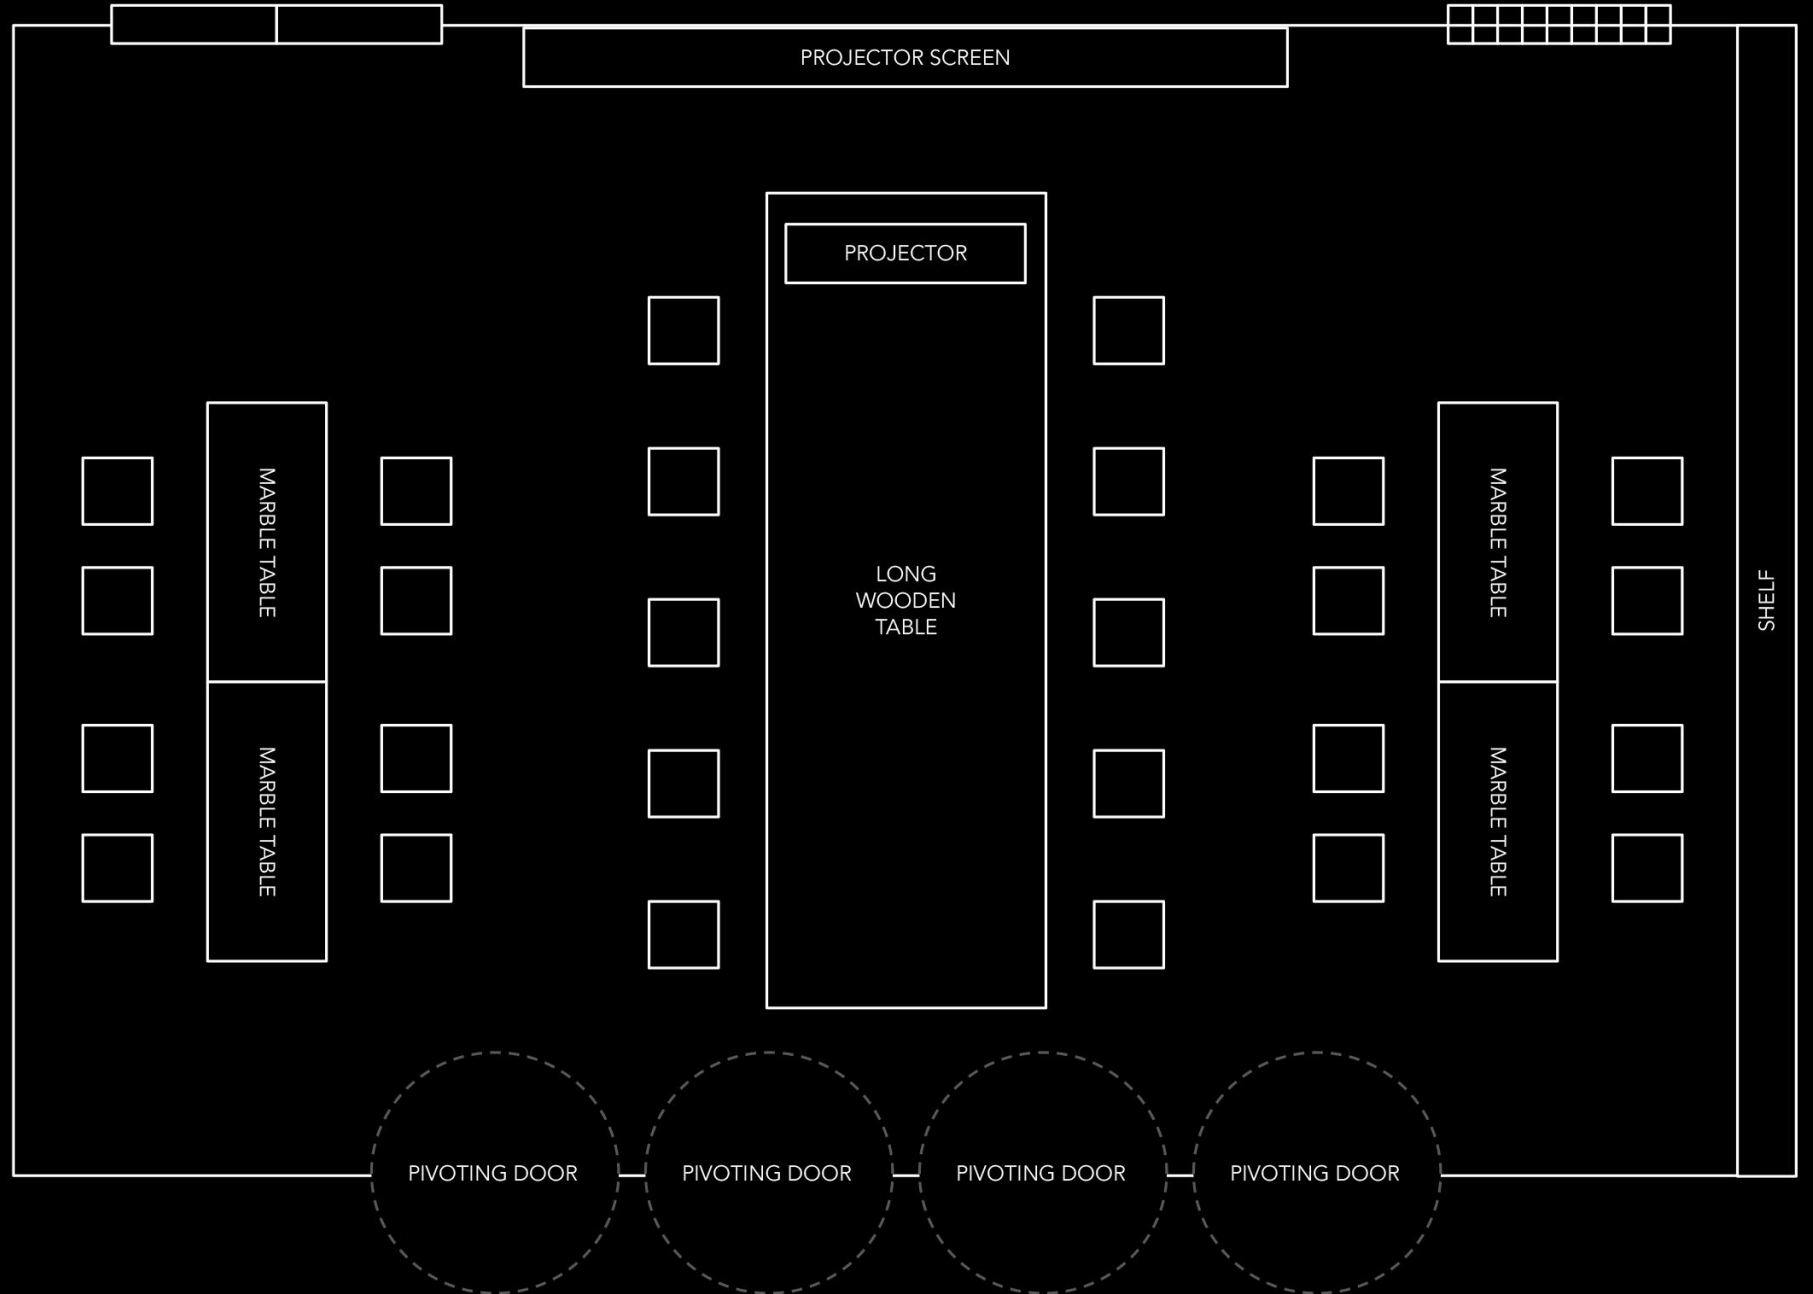 PROJECTOR SCREEN
PROJECTOR
MARBLE TABLE
MARBLE TABLE
LONG
WOODEN
TABLE
MARBLE TABLE
MARBLE TABLE
SHELF
PIVOTING DOOR
PIVOTING DOOR
PIVOTING DOOR
PIVOTING DOOR